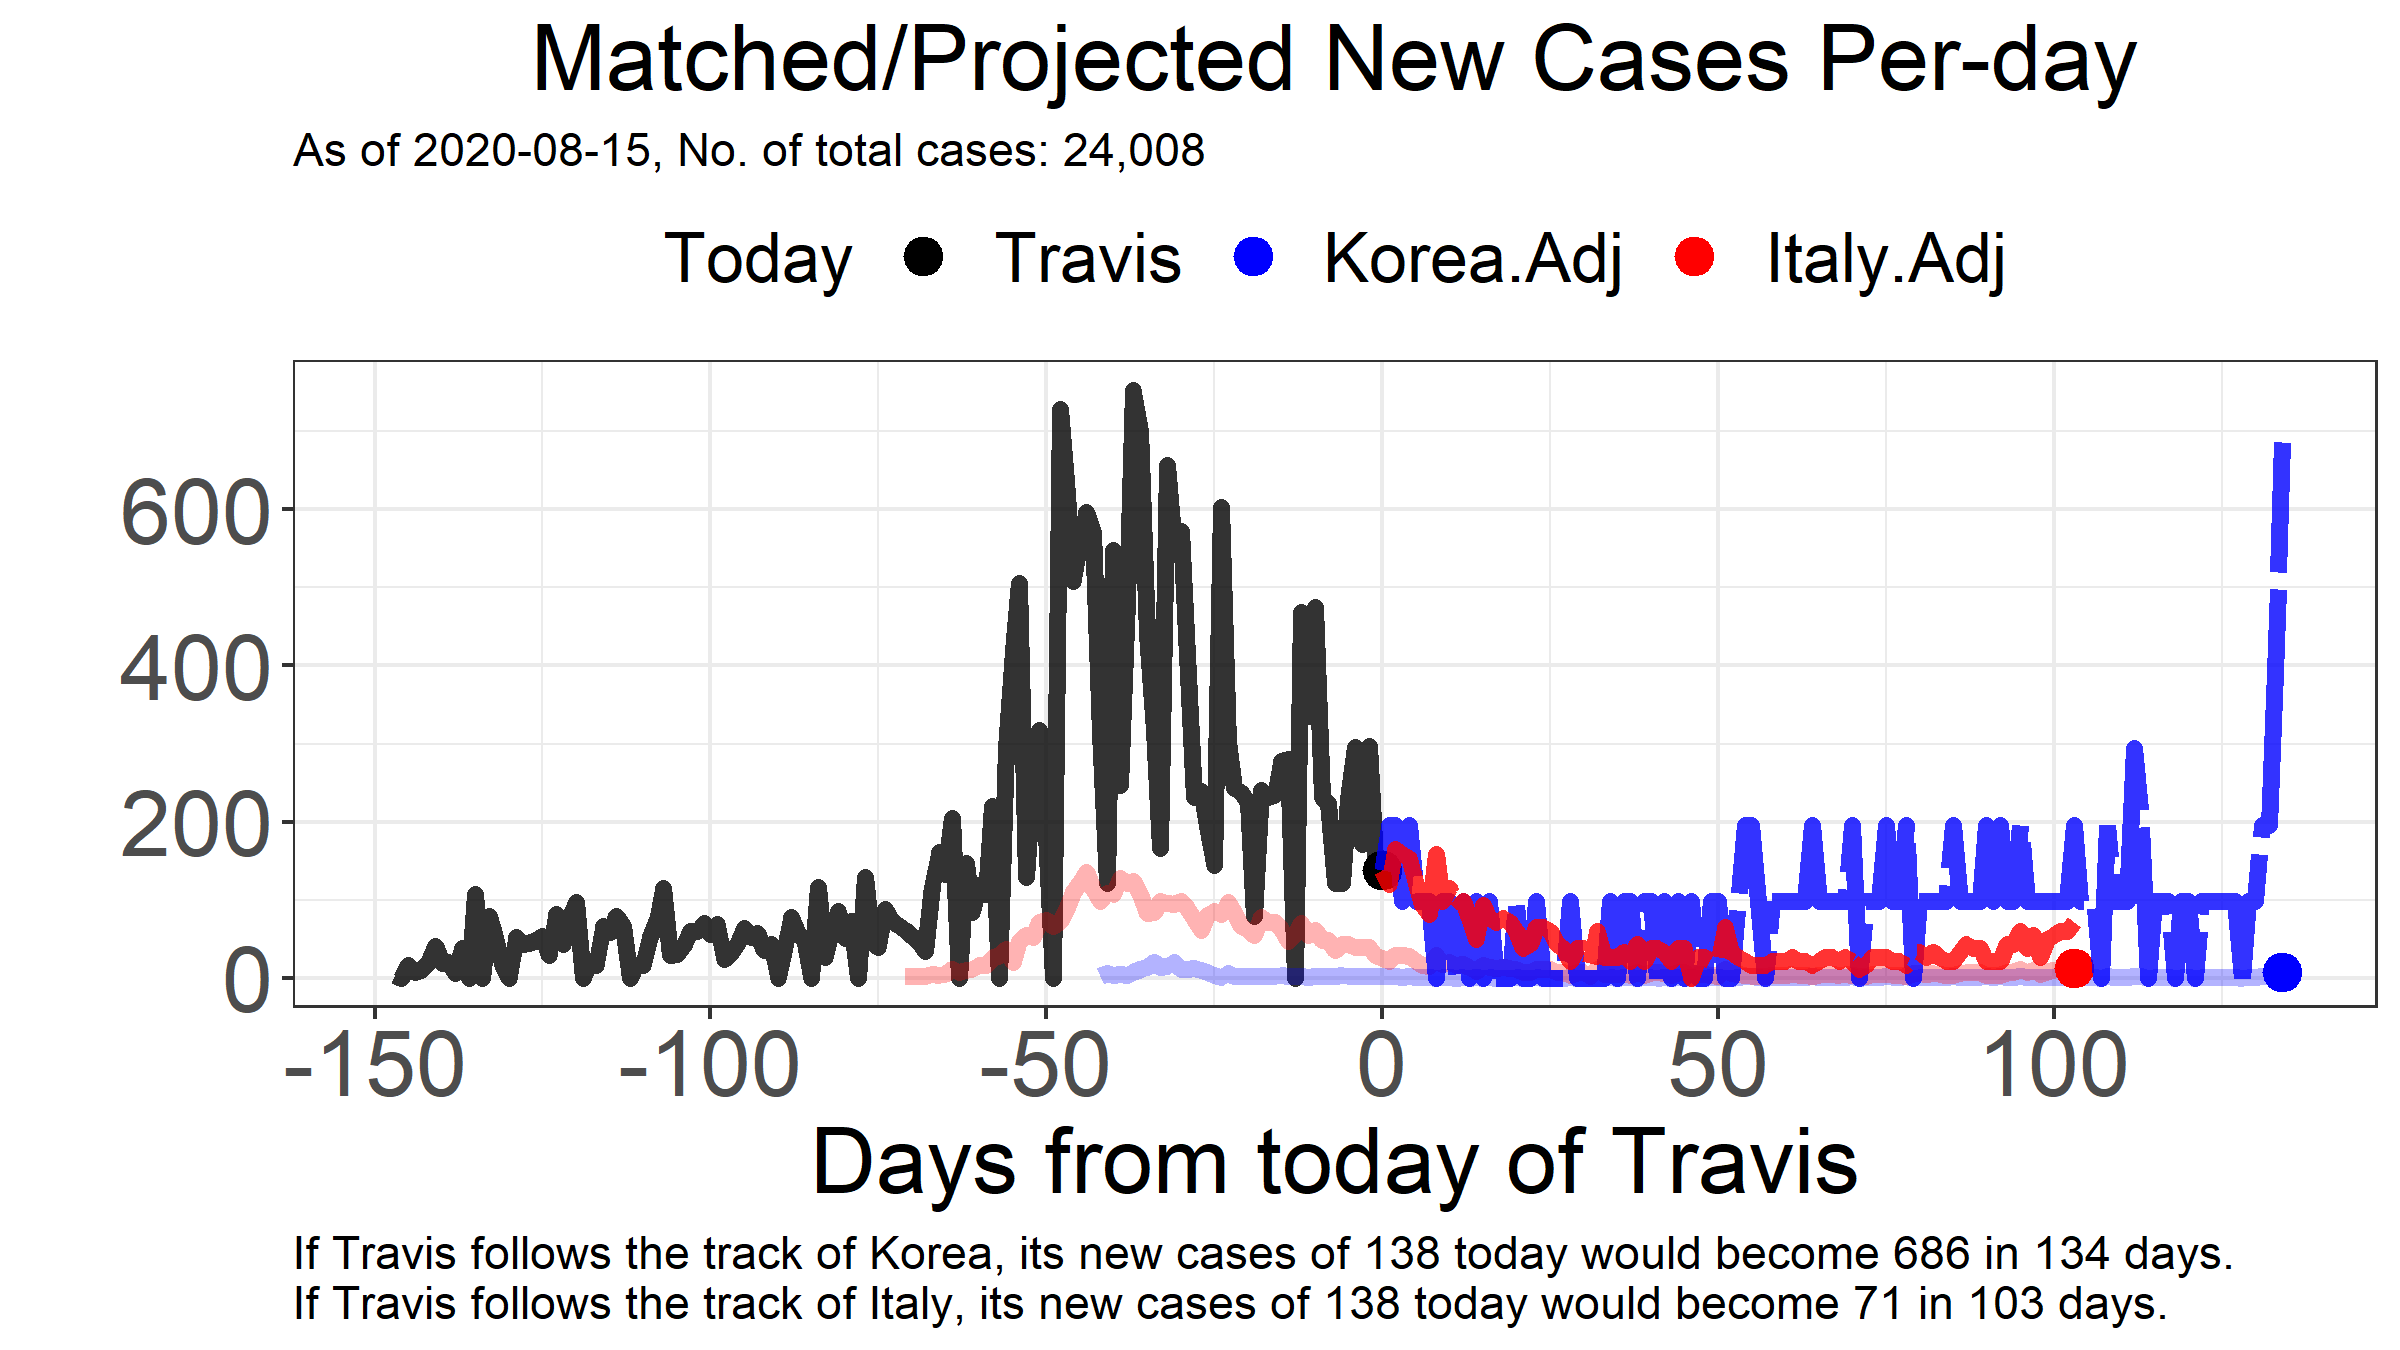 Matched/Projected New Cases Per-day
As of 2020-08-15, No. of total cases: 24,008
Today Travis Korea.Adj Italy.Adj
600
400
200
0
-150 -100 -50 0 50 100
Days from today of Travis
If Travis follows the track of Korea, its new cases of 138 today would become 686 in 134 days.
If Travis follows the track of Italy, its new cases of 138 today would become 71 in 103 days.